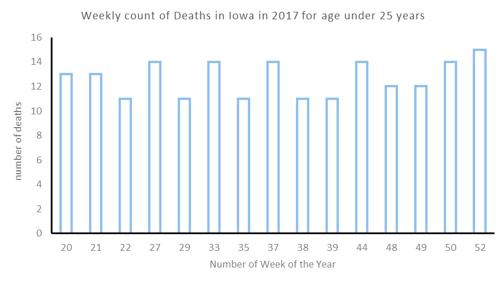 Weekly count of Deaths in Iowa in 2017 for age under 25 years
16
14
12
10
8
6
4
2
0
number of deaths
20 21 22 27 29 33 35 37 38 39 44 48 49 50 52
Number of Week of the Year